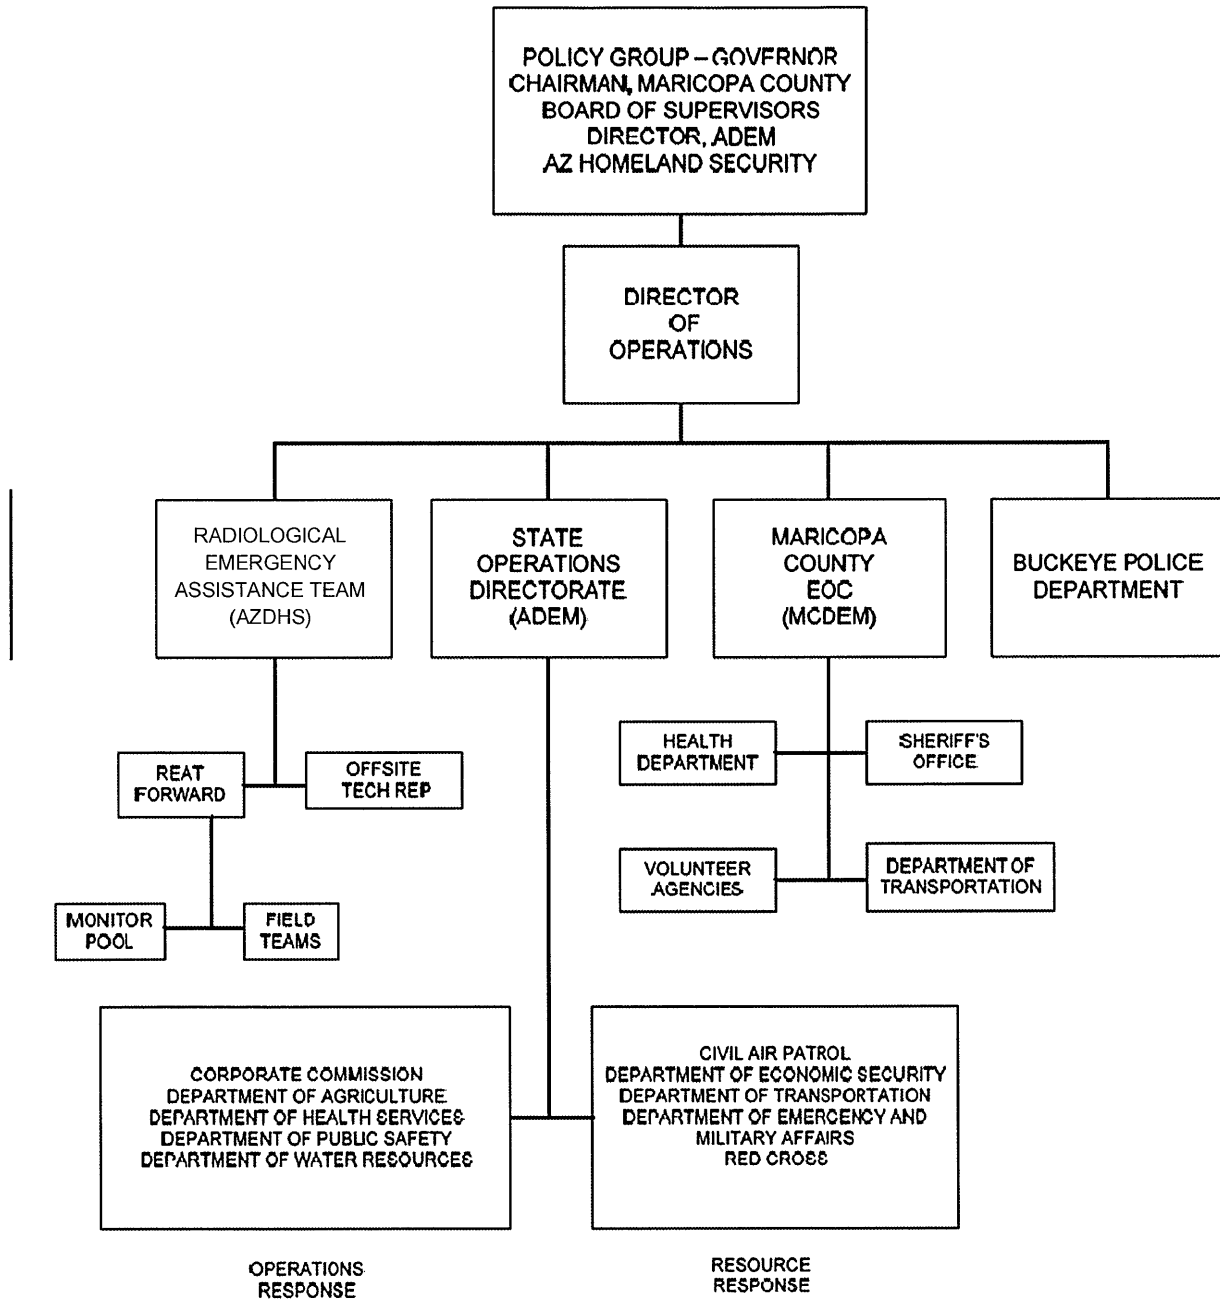 POLICY GROUP – GOVERNOR
CHAIRMAN, MARICOPA COUNTY
BOARD OF SUPERVISORS
DIRECTOR, ADEM
AZ HOMELAND SECURITY
DIRECTOR
OF
OPERATIONS
RADIOLOGICAL
EMERGENCY
ASSISTANCE TEAM
(AZDHS)
STATE
OPERATIONS
DIRECTORATE
(ADEM)
MARICOPA
COUNTY
EOC
(MCDEM)
BUCKEYE POLICE
DEPARTMENT
REAT
FORWARD
OFFSITE
TECH REP
HEALTH
DEPARTMENT
SHERIFF'S
OFFICE
VOLUNTEER
AGENCIES
DEPARTMENT OF
TRANSPORTATION
MONITOR
POOL
FIELD
TEAMS
CORPORATE COMMISSION
DEPARTMENT OF AGRICULTURE
DEPARTMENT OF HEALTH SERVICES
DEPARTMENT OF PUBLIC SAFETY
DEPARTMENT OF WATER RESOURCES
CIVIL AIR PATROL
DEPARTMENT OF ECONOMIC SECURITY
DEPARTMENT OF TRANSPORTATION
DEPARTMENT OF EMERGENCY AND
MILITARY AFFAIRS
RED CROSS
OPERATIONS
RESPONSE
RESOURCE
RESPONSE